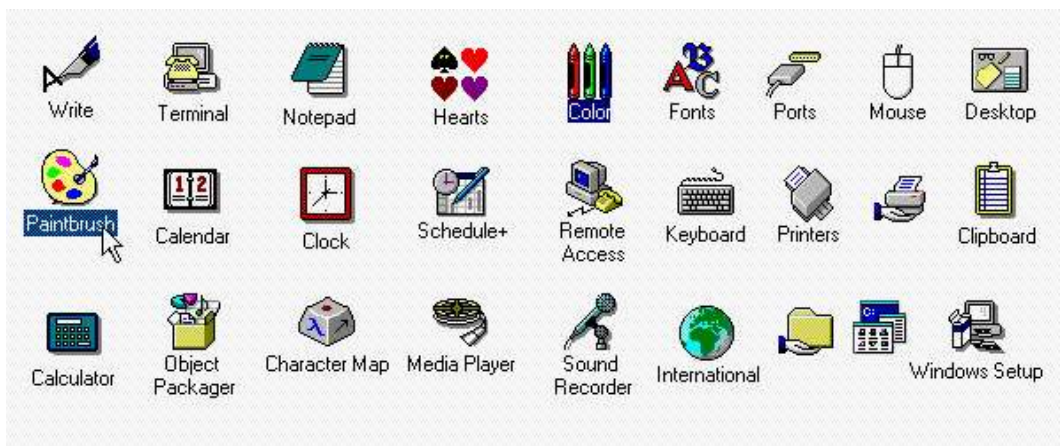 Write
Terminal
Notepad
Hearts
Color
Fonts
Ports
Mouse
Desktop
Paintbrush
12
Calendar
Clock
Schedule+
Remote
Access
Keyboard
Printers
Clipboard
Calculator
Object
Packager
Character Map
Media Player
Sound
Recorder
International
C:
Windows Setup